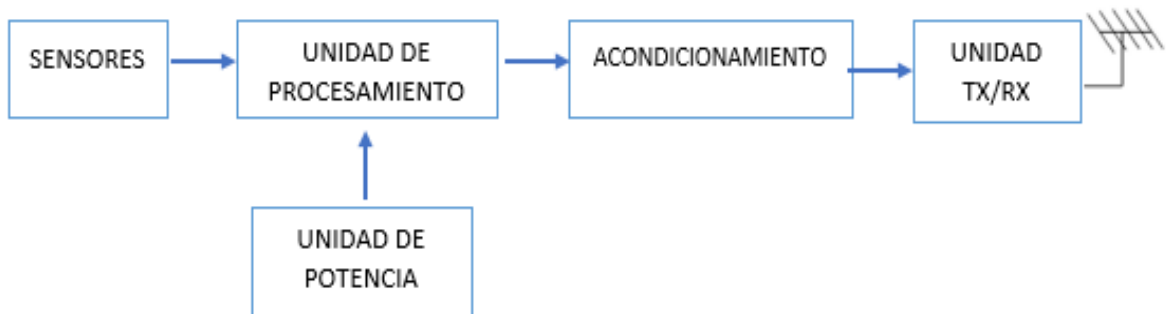 SENSORES
UNIDAD DE
PROCESAMIENTO
ACONDICIONAMIENTO
UNIDAD
TX/RX
UNIDAD DE
POTENCIA